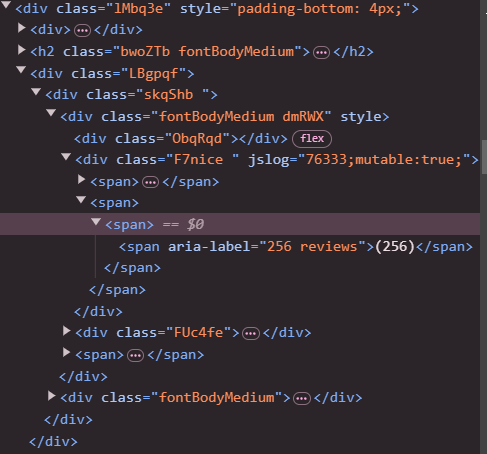 <div class="lMbq3e" style="padding-bottom: 4px;">
<div>…</div>
<h2 class="bwoZTb fontBodyMedium">…</h2>
<div class="LBgpqf">
<div class="skqShb ">
<div class="fontBodyMedium dmRWX" style>
<div class="ObqRqd"></div> flex
<div class="F7nice " jslog="76333;mutable:true;">
<span>…</span>
<span>
<span> == $0
<span aria-label="256 reviews">(256)</span>
</span>
</span>
</div>
<div class="FUc4fe">…</div>
<span>…</span>
</div>
<div class="fontBodyMedium">…</div>
</div>
</div>